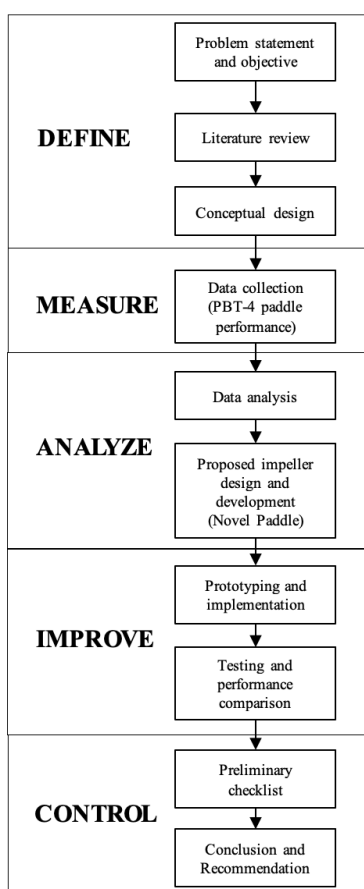 DEFINE
Problem statement
and objective
Literature review
Conceptual design
MEASURE
Data collection
(PBT-4 paddle
performance)
ANALYZE
Data analysis
Proposed impeller
design and
development
(Novel Paddle)
IMPROVE
Prototyping and
implementation
Testing and
performance
comparison
CONTROL
Preliminary
checklist
Conclusion and
Recommendation